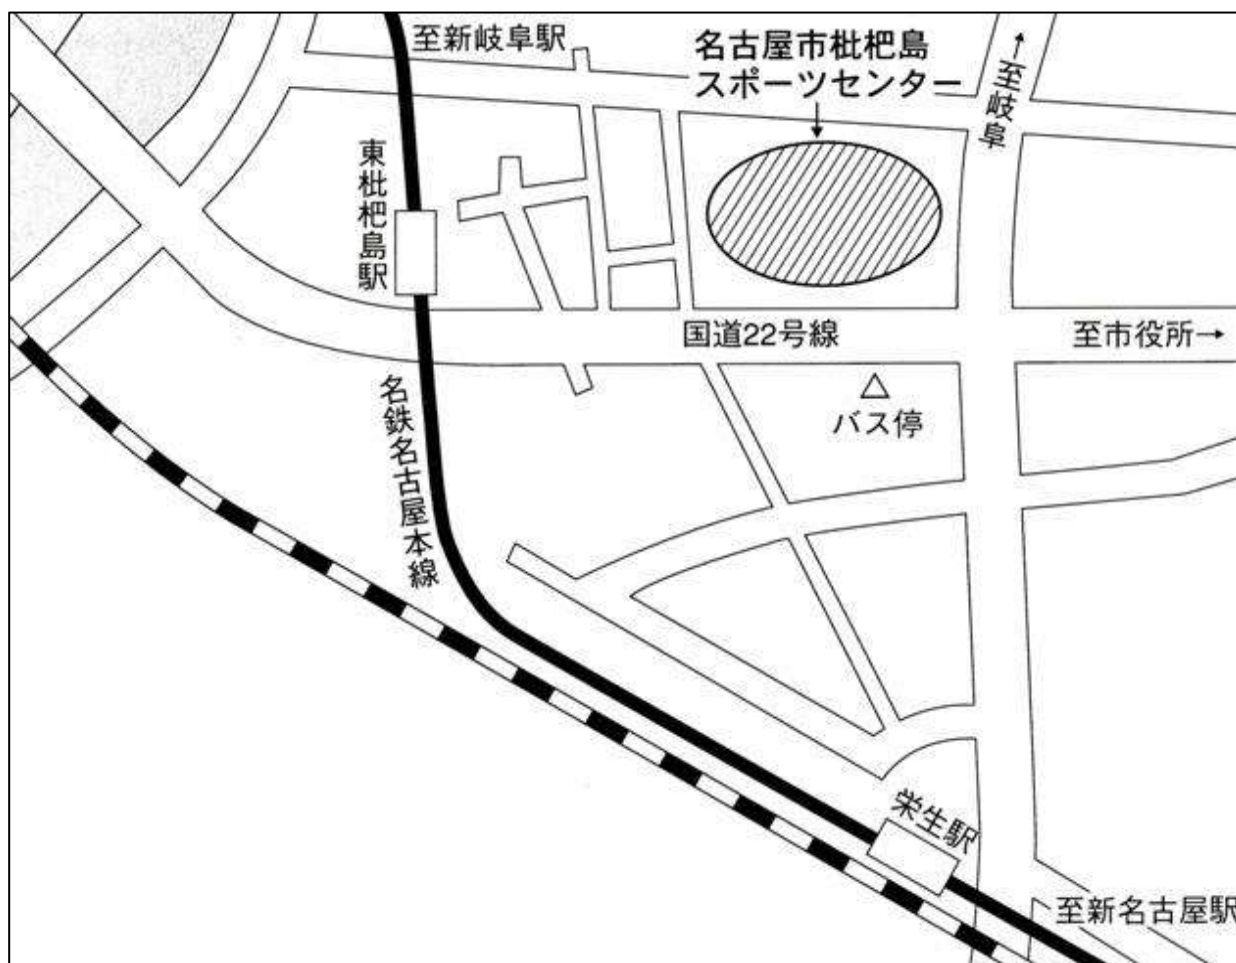 至新岐阜駅
名古屋市枇杷島
スポーツセンター
↑至岐阜
東枇杷島駅
国道22号線
至市役所→
バス停
名鉄名古屋本線
栄生駅
至新名古屋駅